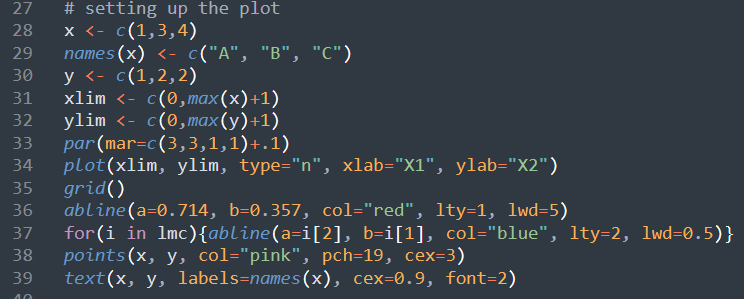 27 # setting up the plot
28 x <- c(1,3,4)
29 names(x) <- c("A", "B", "C")
30 y <- c(1,2,2)
31 xlim <- c(0,max(x)+1)
32 ylim <- c(0,max(y)+1)
33 par(mar=c(3,3,1,1)+.1)
34 plot(xlim, ylim, type="n", xlab="X1", ylab="X2")
35 grid()
36 abline(a=0.714, b=0.357, col="red", lty=1, lwd=5)
37 for(i in lmc){abline(a=i[2], b=i[1], col="blue", lty=2, lwd=0.5)}
38 points(x, y, col="pink", pch=19, cex=3)
39 text(x, y, labels=names(x), cex=0.9, font=2)